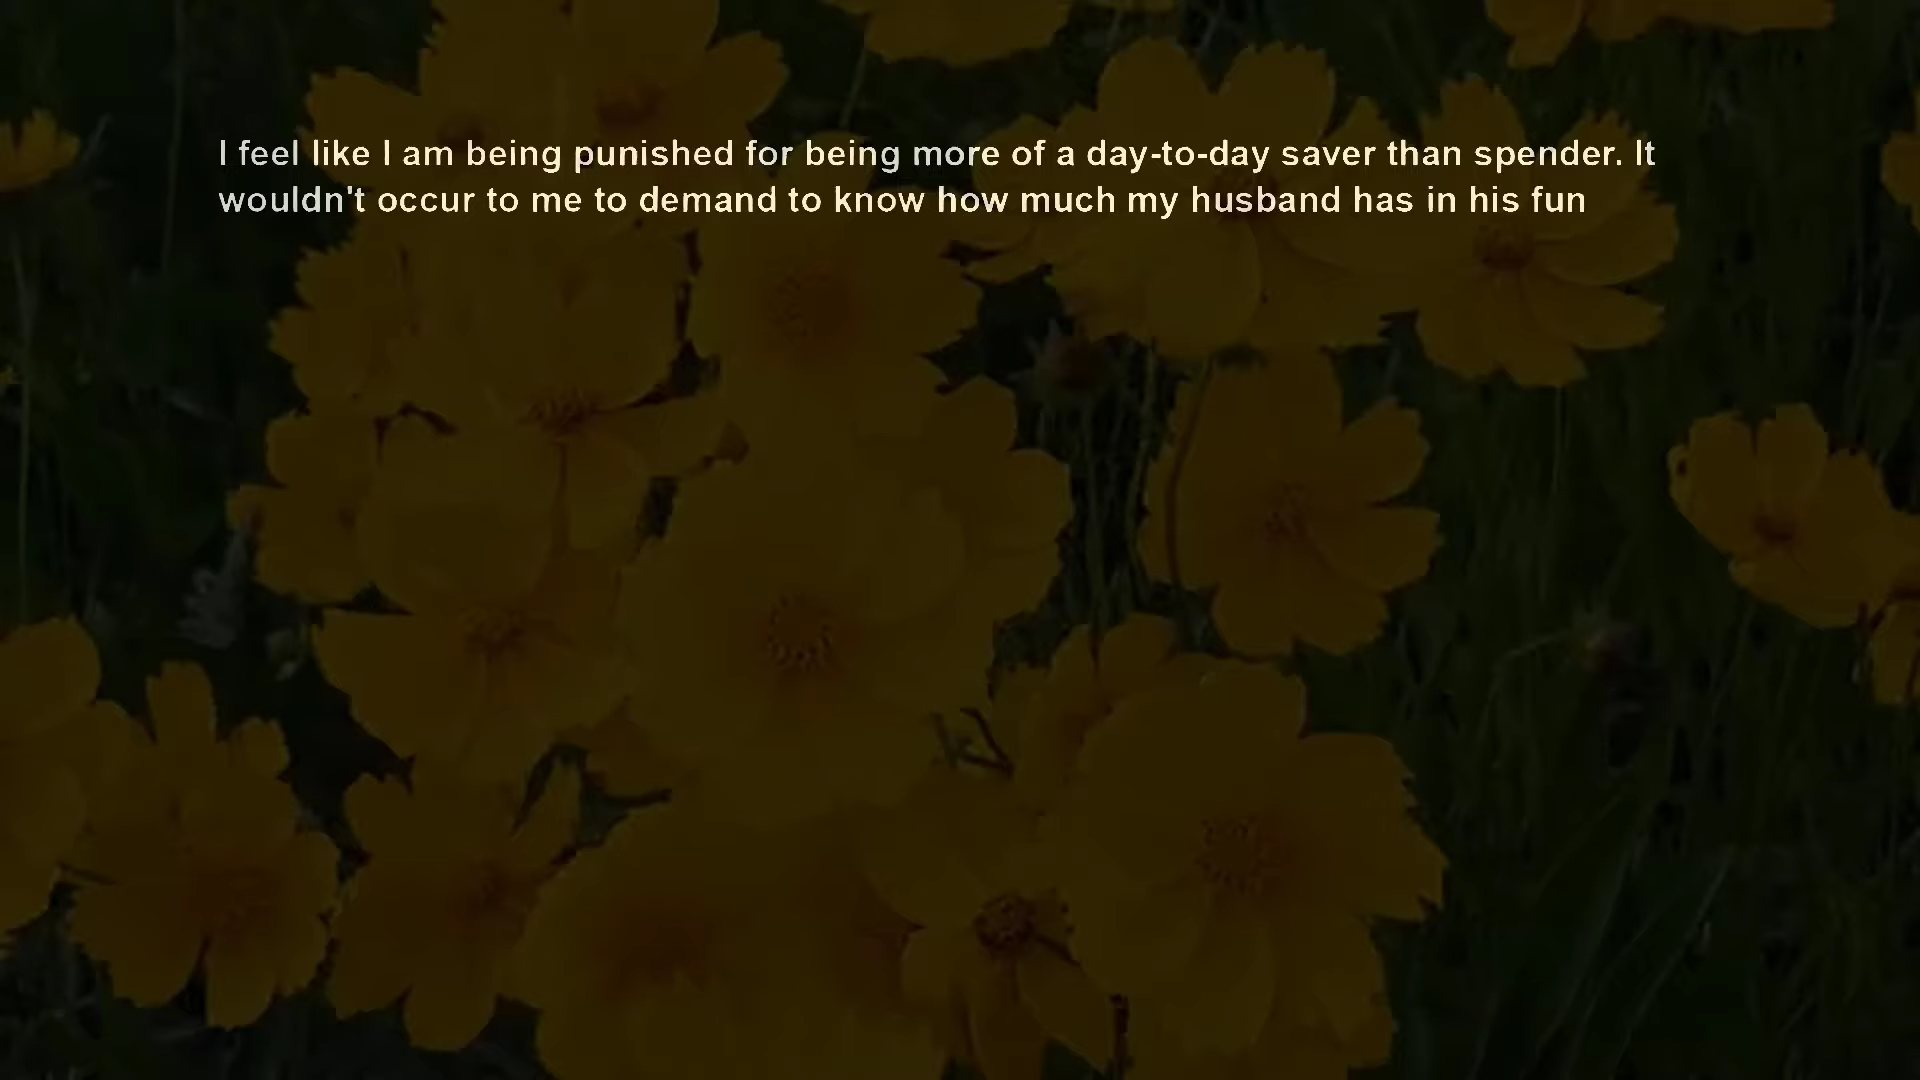 I feel like I am being punished for being more of a day-to-day saver than spender. It
wouldn't occur to me to demand to know how much my husband has in his fun